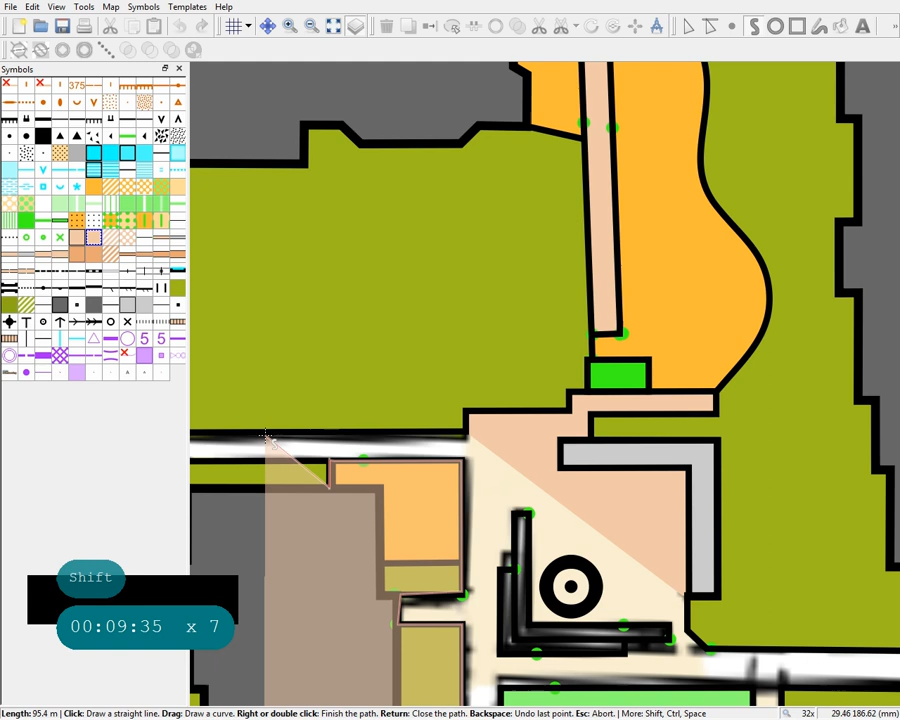 File Edit View Tools Map Symbols Templates Help
Symbols
375
5 5
Shift
00:09:35 x 7
Length: 95.4 m | Click: Draw a straight line. Drag: Draw a curve. Right or double click: Finish the path. Return: Close the path. Backspace: Undo last point. Esc: Abort. | More: Shift, Ctrl, Space 32x 29.46 186.62 (mm)